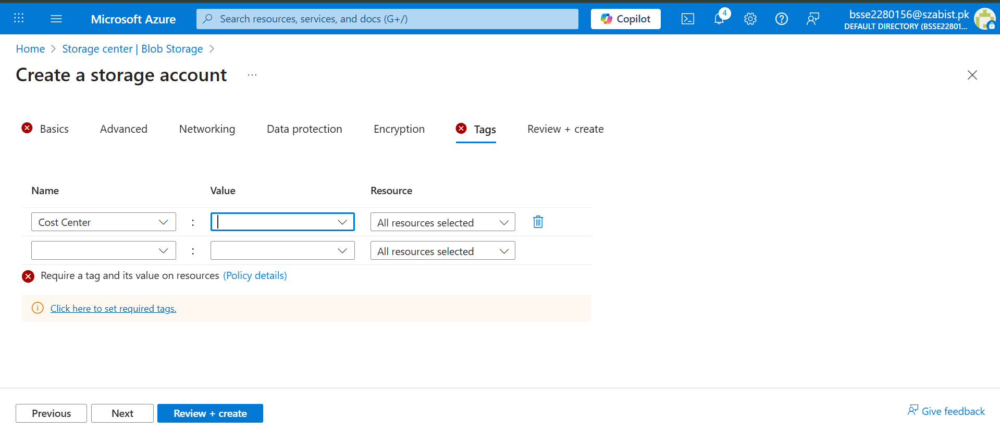 Microsoft Azure
Search resources, services, and docs (G+/)
Copilot
4
bsse2280156@szabist.pk
DEFAULT DIRECTORY (BSSE22801...
Home > Storage center | Blob Storage >
Create a storage account ...
Basics Advanced Networking Data protection Encryption Tags Review + create
Name Value Resource
Cost Center : All resources selected
: All resources selected
Require a tag and its value on resources (Policy details)
Click here to set required tags.
Previous Next Review + create Give feedback